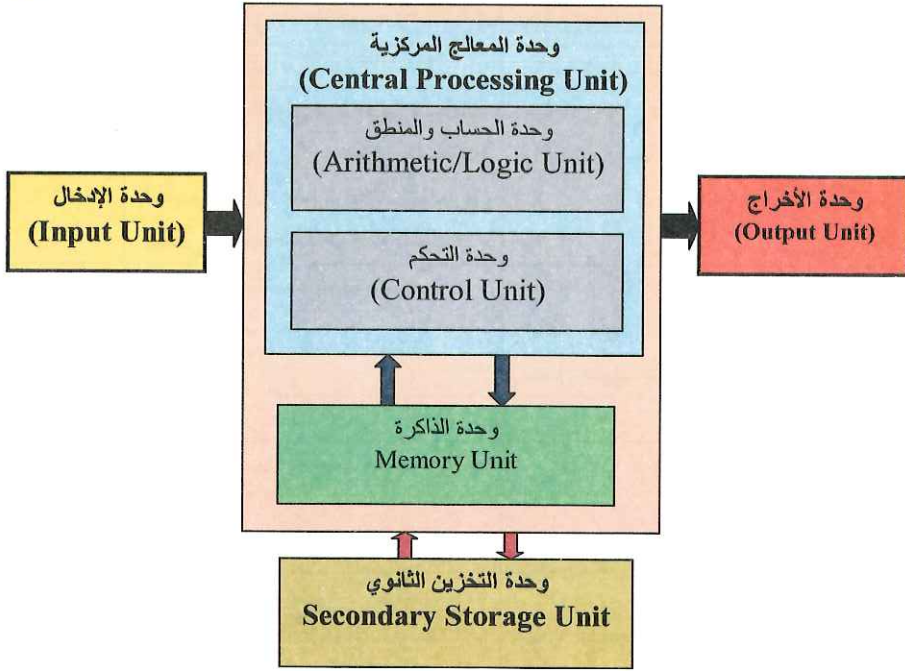 وحدة المعالج المركزية
(Central Processing Unit)
وحدة الحساب والمنطق
(Arithmetic/Logic Unit)
وحدة الإدخال
(Input Unit)
وحدة الأخراج
(Output Unit)
وحدة التحكم
(Control Unit)
وحدة الذاكرة
Memory Unit
وحدة التخزين الثانوي
Secondary Storage Unit